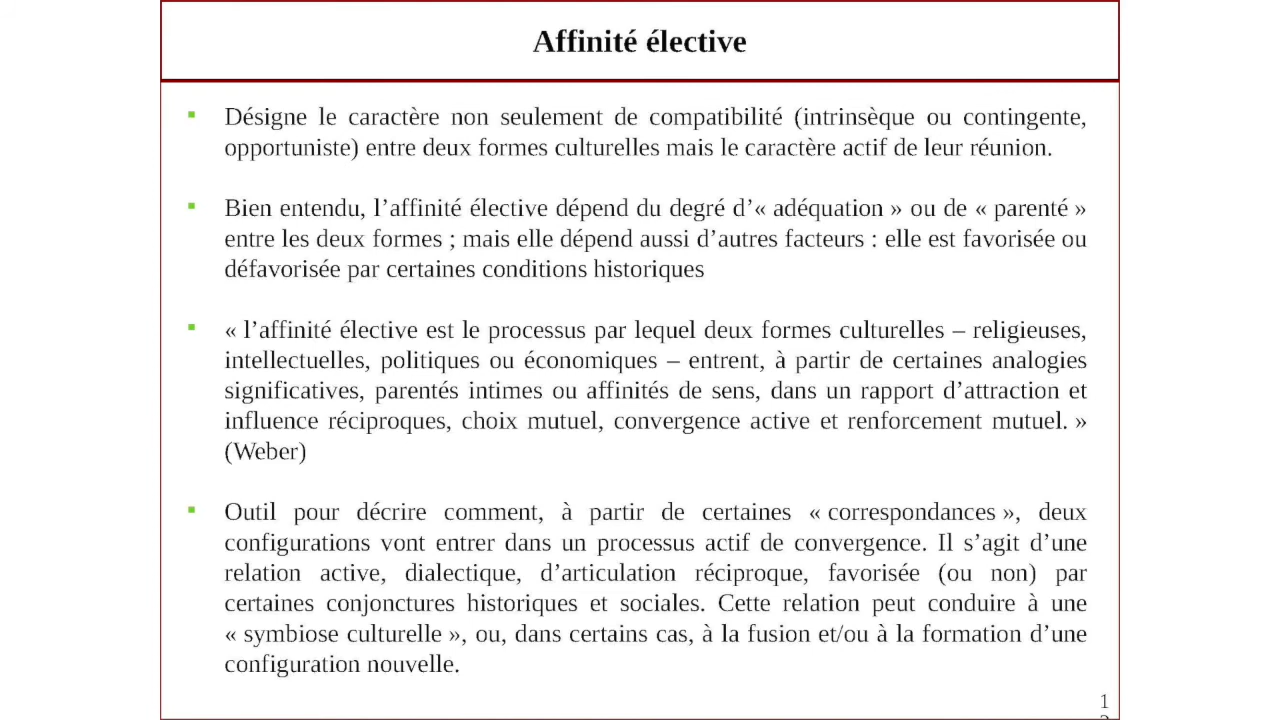 Affinité élective
Désigne le caractère non seulement de compatibilité (intrinsèque ou contingente,
opportuniste) entre deux formes culturelles mais le caractère actif de leur réunion.
Bien entendu, l’affinité élective dépend du degré d’« adéquation » ou de « parenté »
entre les deux formes ; mais elle dépend aussi d’autres facteurs : elle est favorisée ou
défavorisée par certaines conditions historiques
« l’affinité élective est le processus par lequel deux formes culturelles – religieuses,
intellectuelles, politiques ou économiques – entrent, à partir de certaines analogies
significatives, parentés intimes ou affinités de sens, dans un rapport d’attraction et
influence réciproques, choix mutuel, convergence active et renforcement mutuel. »
(Weber)
Outil pour décrire comment, à partir de certaines « correspondances », deux
configurations vont entrer dans un processus actif de convergence. Il s’agit d’une
relation active, dialectique, d’articulation réciproque, favorisée (ou non) par
certaines conjonctures historiques et sociales. Cette relation peut conduire à une
« symbiose culturelle », ou, dans certains cas, à la fusion et/ou à la formation d’une
configuration nouvelle.
1